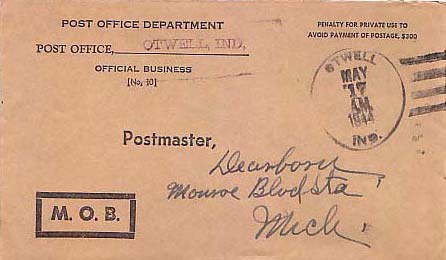 POST OFFICE DEPARTMENT
POST OFFICE, OTWELL, IND.
OFFICIAL BUSINESS
[No. 10]
PENALTY FOR PRIVATE USE TO
AVOID PAYMENT OF POSTAGE, $300
OTWELL
MAY
17
AM
1944
IND.
Postmaster,
Dearborn
Monroe Blvd Sta
Mich.
M. O. B.